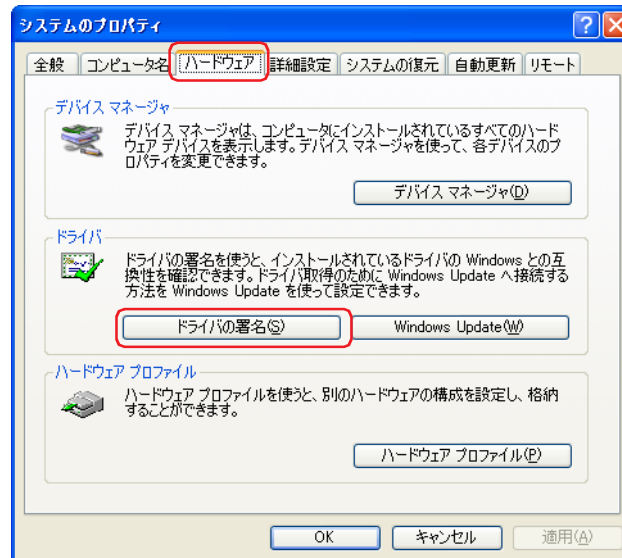 システムのプロパティ
全般 コンピュータ名 ハードウェア 詳細設定 システムの復元 自動更新 リモート
デバイス マネージャ
デバイス マネージャは、コンピュータにインストールされているすべてのハード
ウェア デバイスを表示します。デバイス マネージャを使って、各デバイスのプ
ロパティを変更できます。
デバイス マネージャ(D)
ドライバ
ドライバの署名を使うと、インストールされているドライバの Windows との互
換性を確認できます。ドライバ取得のために Windows Update へ接続する
方法を Windows Update を使って設定できます。
ドライバの署名(S) Windows Update(W)
ハードウェア プロファイル
ハードウェア プロファイルを使うと、別のハードウェアの構成を設定し、格納
することができます。
ハードウェア プロファイル(P)
OK キャンセル 適用(A)